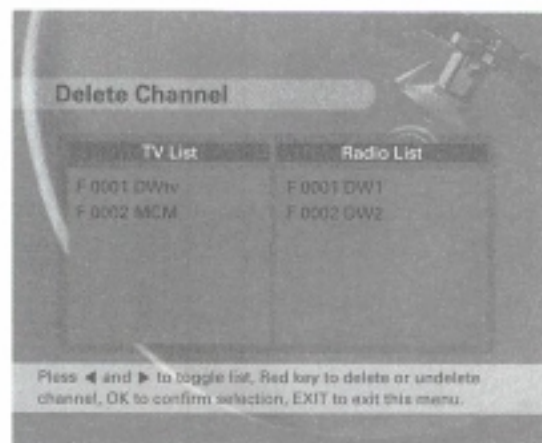 Delete Channel
TV List
Radio List
F 0001 DWtv
F 0001 DW1
F 0002 MCM
F 0002 DW2
Press ◀ and ▶ to toggle list, Red key to delete or undelete
channel, OK to confirm selection, EXIT to exit this menu.